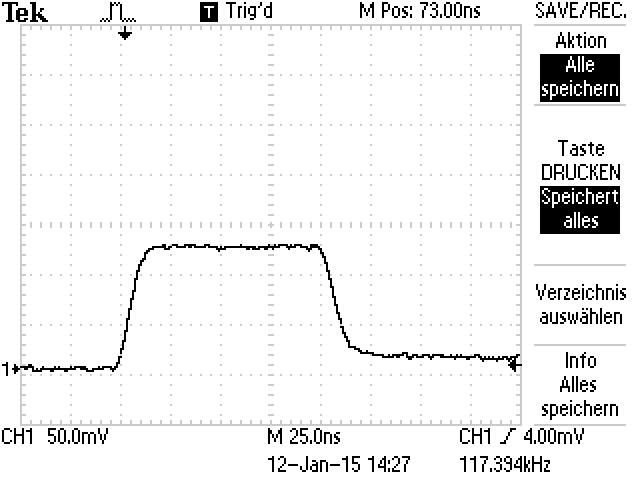 Tek
T Trig'd
M Pos: 73.00ns
SAVE/REC.
Aktion
Alle
speichern
Taste
DRUCKEN
Speichert
alles
Verzeichnis
auswählen
Info
Alles
speichern
1
CH1 50.0mV
M 25.0ns
CH1 4.00mV
12-Jan-15 14:27
117.394kHz